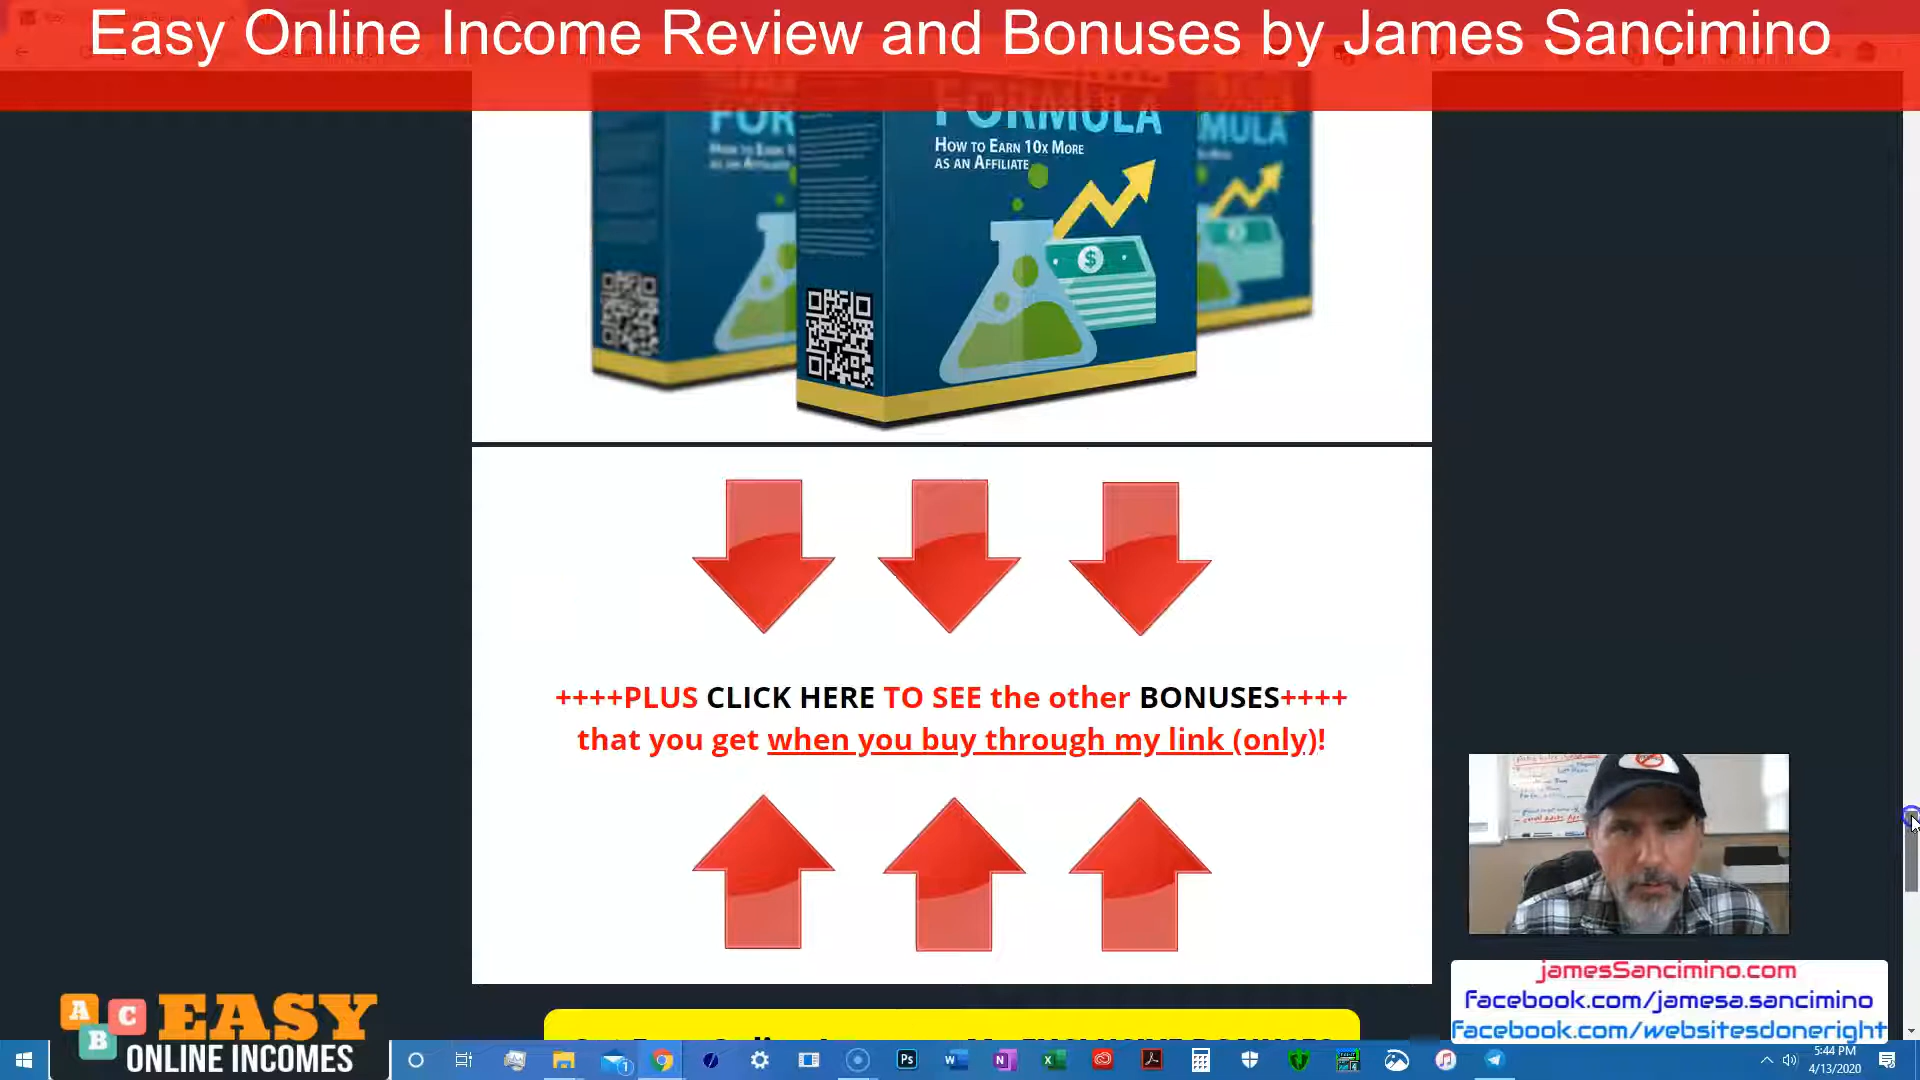 Easy Online Income Review and Bonuses by James Sancimino
FORMULA
HOW TO EARN 10X MORE
AS AN AFFILIATE
++++PLUS CLICK HERE TO SEE the other BONUSES++++
that you get when you buy through my link (only)!
jamesSancimino.com
facebook.com/jamesa.sancimino
facebook.com/websitesdoneright
A B C EASY
ONLINE INCOMES
5:44 PM
4/13/2020